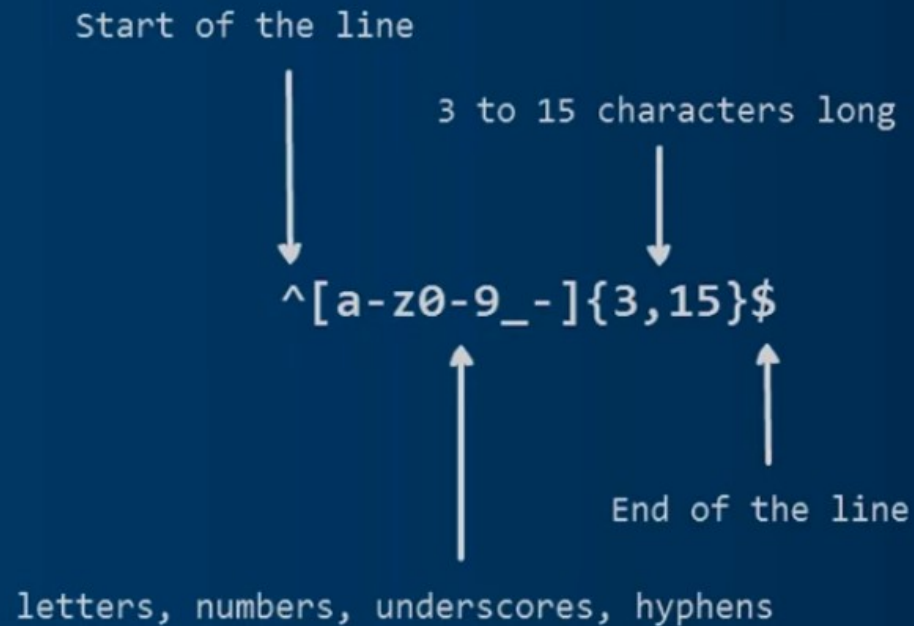 Start of the line
3 to 15 characters long
^[a-z0-9_-]{3,15}$
End of the line
letters, numbers, underscores, hyphens